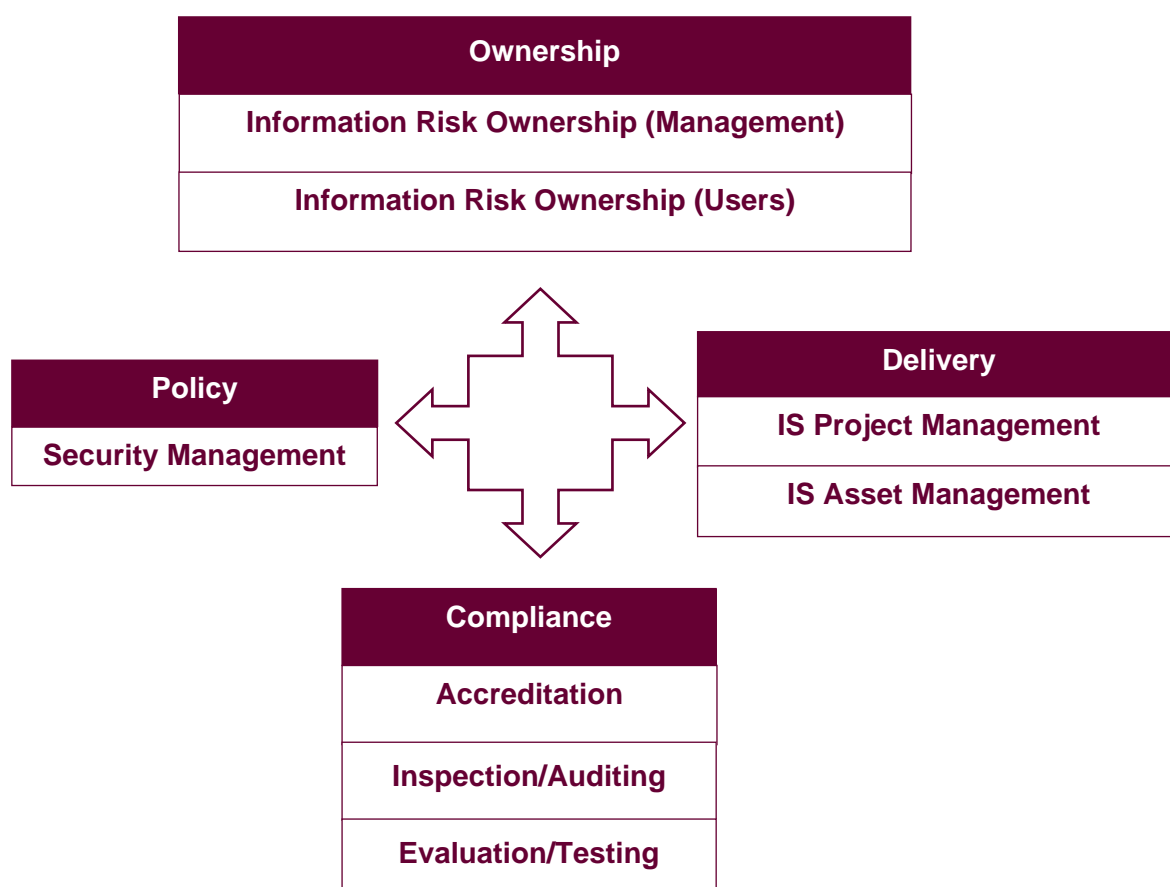 Ownership
Information Risk Ownership (Management)
Information Risk Ownership (Users)
Policy
Security Management
Delivery
IS Project Management
IS Asset Management
Compliance
Accreditation
Inspection/Auditing
Evaluation/Testing